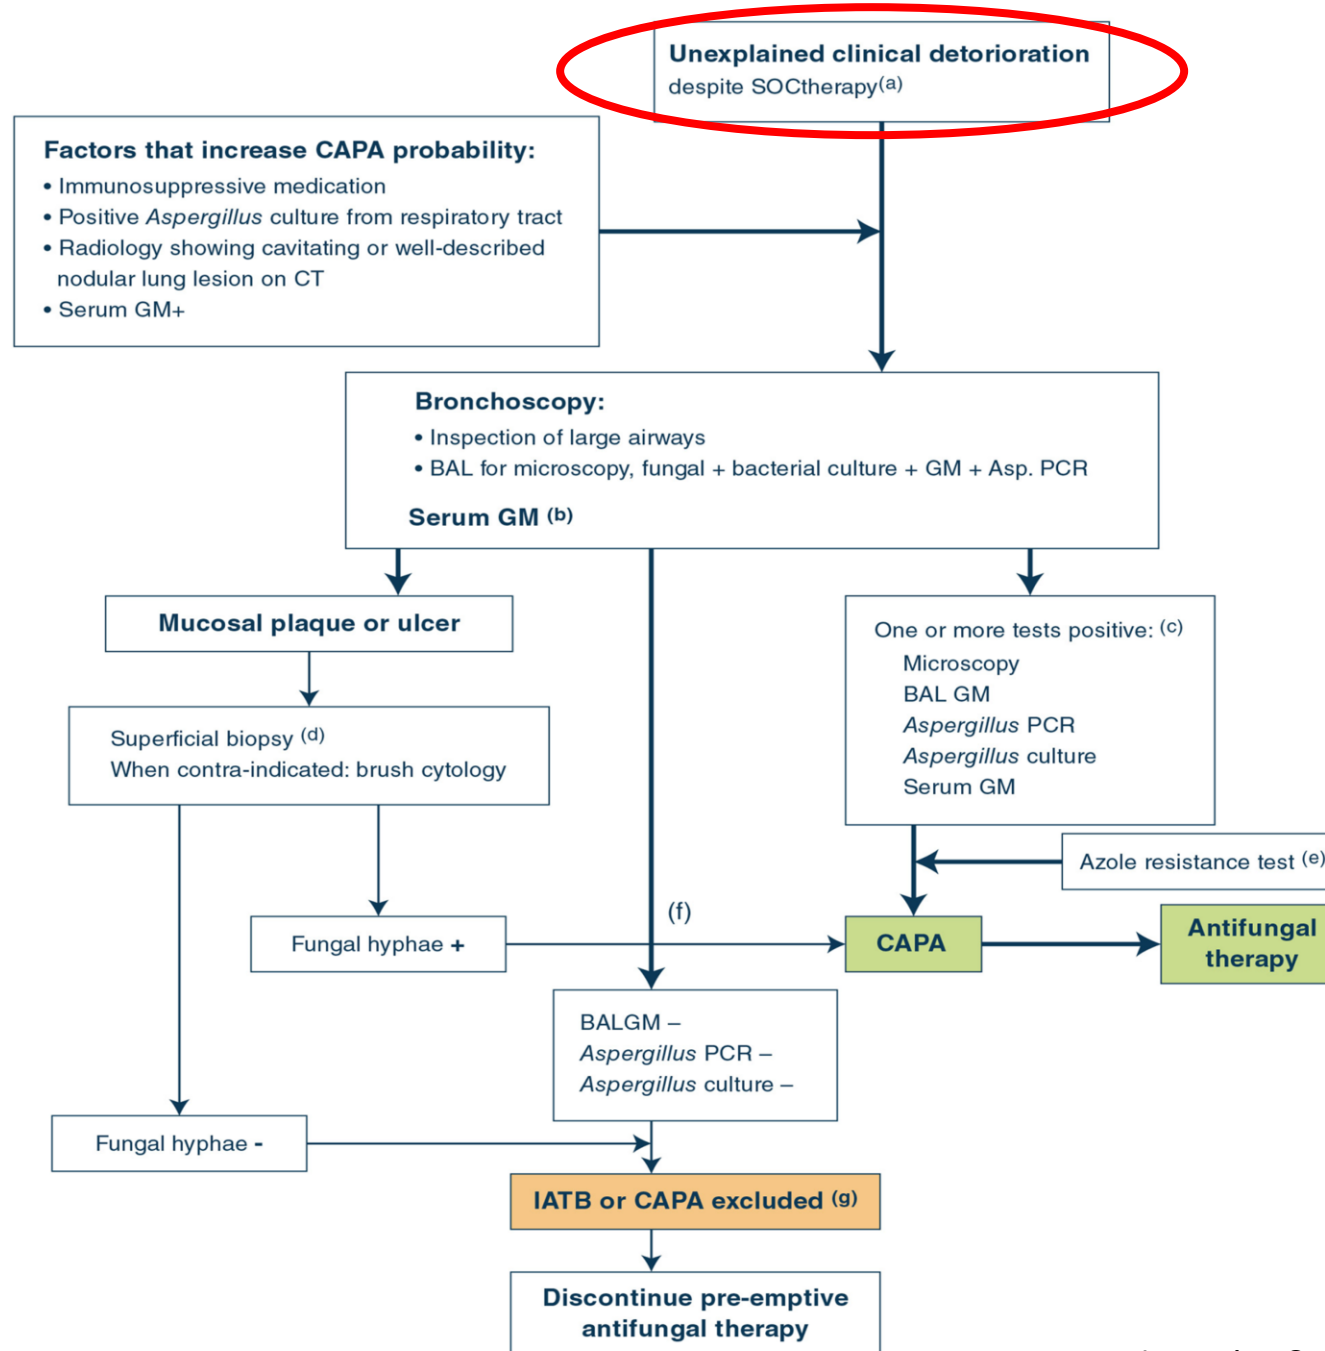 Unexplained clinical detorioration
despite SOCtherapy(a)
Factors that increase CAPA probability:
• Immunosuppressive medication
• Positive Aspergillus culture from respiratory tract
• Radiology showing cavitating or well-described
nodular lung lesion on CT
• Serum GM+
Bronchoscopy:
• Inspection of large airways
• BAL for microscopy, fungal + bacterial culture + GM + Asp. PCR
Serum GM (b)
Mucosal plaque or ulcer
One or more tests positive: (c)
Microscopy
BAL GM
Aspergillus PCR
Aspergillus culture
Serum GM
Superficial biopsy (d)
When contra-indicated: brush cytology
Azole resistance test (e)
(f)
Fungal hyphae +
CAPA
Antifungal
therapy
BALGM –
Aspergillus PCR –
Aspergillus culture –
Fungal hyphae -
IATB or CAPA excluded (g)
Discontinue pre-emptive
antifungal therapy